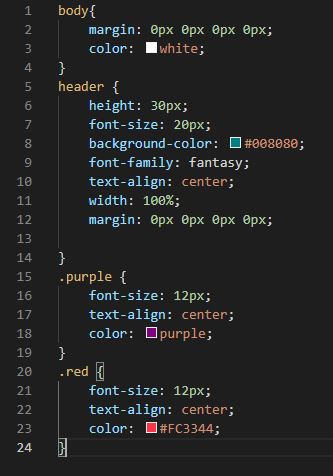 1 body{
2     margin: 0px 0px 0px 0px;
3     color: white;
4 }
5 header {
6     height: 30px;
7     font-size: 20px;
8     background-color: #008080;
9     font-family: fantasy;
10     text-align: center;
11     width: 100%;
12     margin: 0px 0px 0px 0px;
13
14 }
15 .purple {
16     font-size: 12px;
17     text-align: center;
18     color: purple;
19 }
20 .red {
21     font-size: 12px;
22     text-align: center;
23     color: #FC3344;
24 }